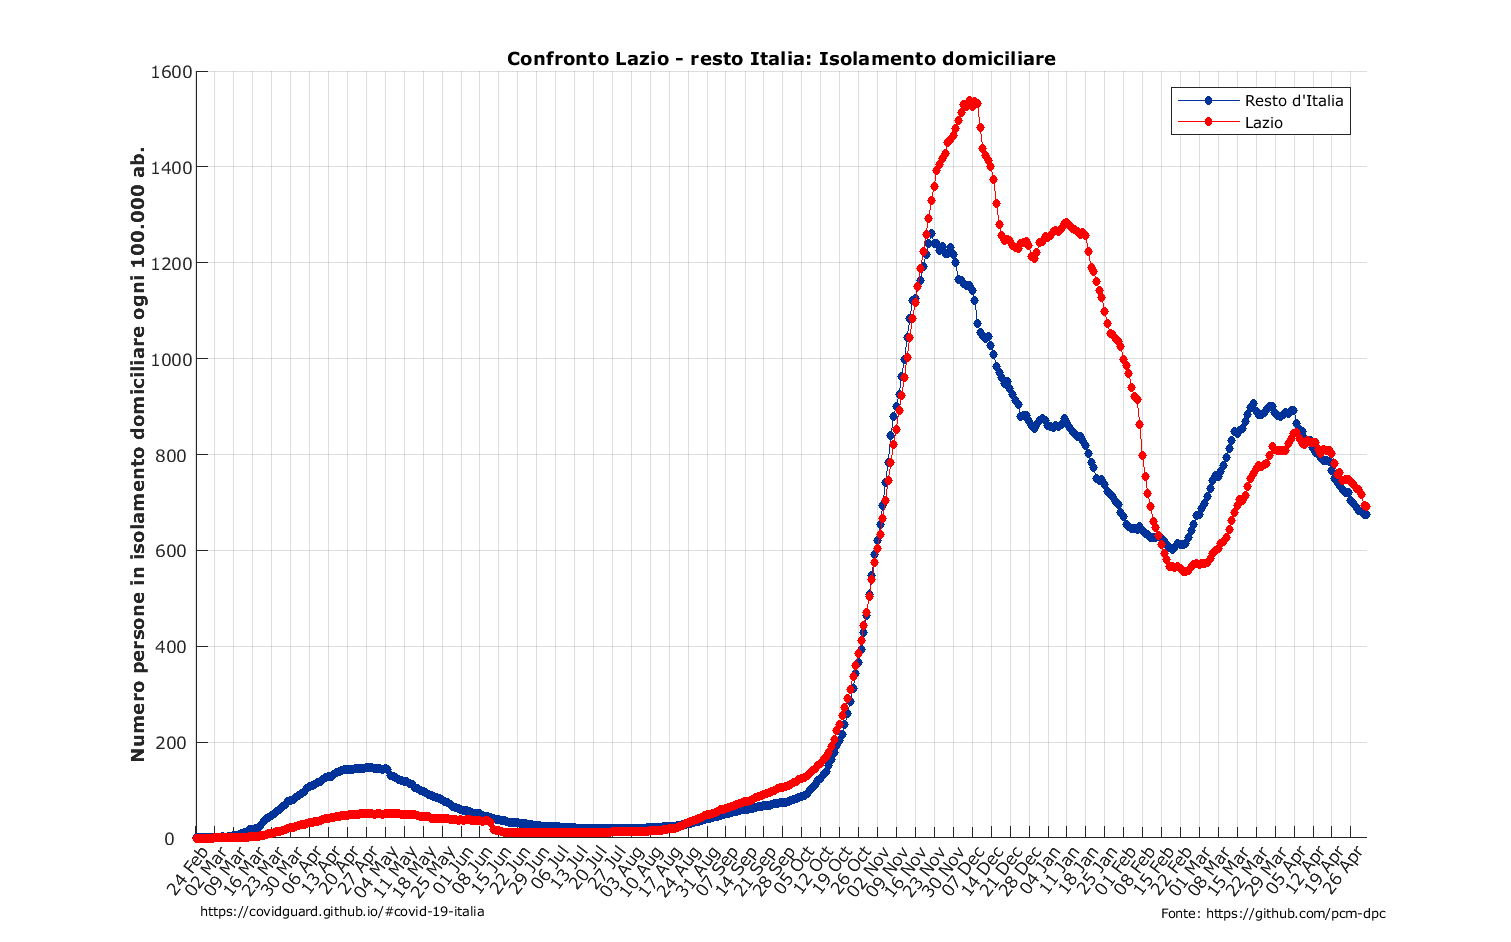 Confronto Lazio - resto Italia: Isolamento domiciliare
Numero persone in isolamento domiciliare ogni 100.000 ab.
1600
1400
1200
1000
800
600
400
200
0
Resto d'Italia
Lazio
24 Feb
02 Mar
09 Mar
16 Mar
23 Mar
30 Mar
06 Apr
13 Apr
20 Apr
27 Apr
04 May
11 May
18 May
25 May
01 Jun
08 Jun
15 Jun
22 Jun
29 Jun
06 Jul
13 Jul
20 Jul
27 Jul
03 Aug
10 Aug
17 Aug
24 Aug
31 Aug
07 Sep
14 Sep
21 Sep
28 Sep
05 Oct
12 Oct
19 Oct
26 Oct
02 Nov
09 Nov
16 Nov
23 Nov
30 Nov
07 Dec
14 Dec
21 Dec
28 Dec
04 Jan
11 Jan
18 Jan
25 Jan
01 Feb
08 Feb
15 Feb
22 Feb
01 Mar
08 Mar
15 Mar
22 Mar
29 Mar
05 Apr
12 Apr
19 Apr
26 Apr
https://covidguard.github.io/#covid-19-italia
Fonte: https://github.com/pcm-dpc